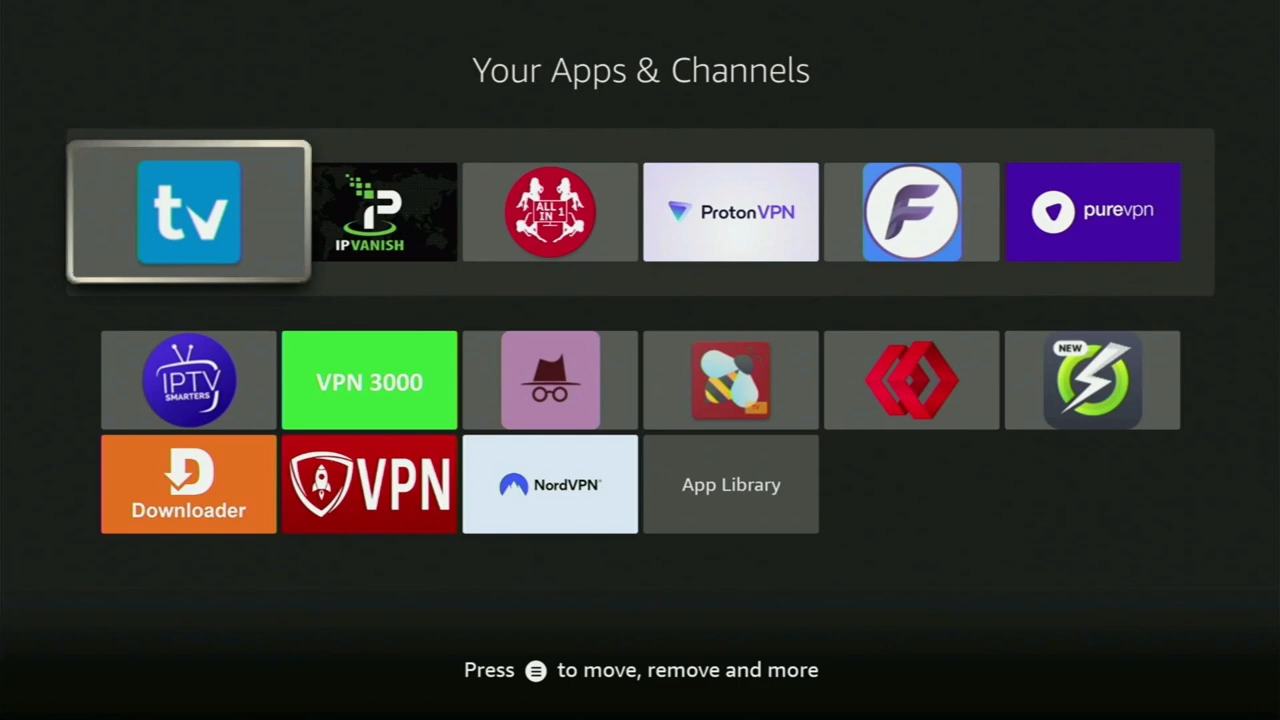 Your Apps & Channels
tv
IPVANISH
ALL
IN 1
ProtonVPN
F
purevpn
IPTV
SMARTERS
VPN 3000
NEW
Downloader
VPN
NordVPN®
App Library
Press to move, remove and more